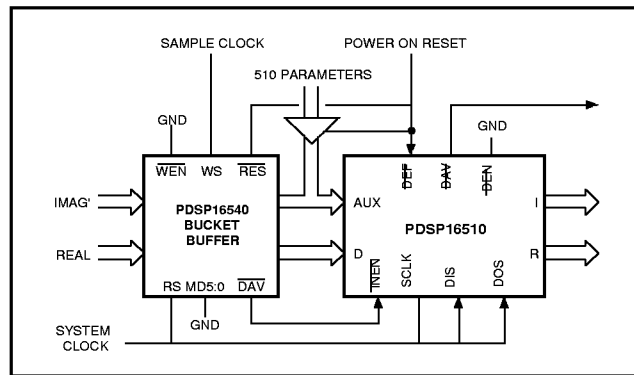 SAMPLE CLOCK
POWER ON RESET
510 PARAMETERS
GND
GND
WEN WS RES
DEF DAV DEN
IMAG'
PDSP16540
BUCKET
BUFFER
AUX
PDSP16510
I
REAL
D
R
RS MD5:0 DAV
INEN SCLK DIS DOS
GND
SYSTEM
CLOCK